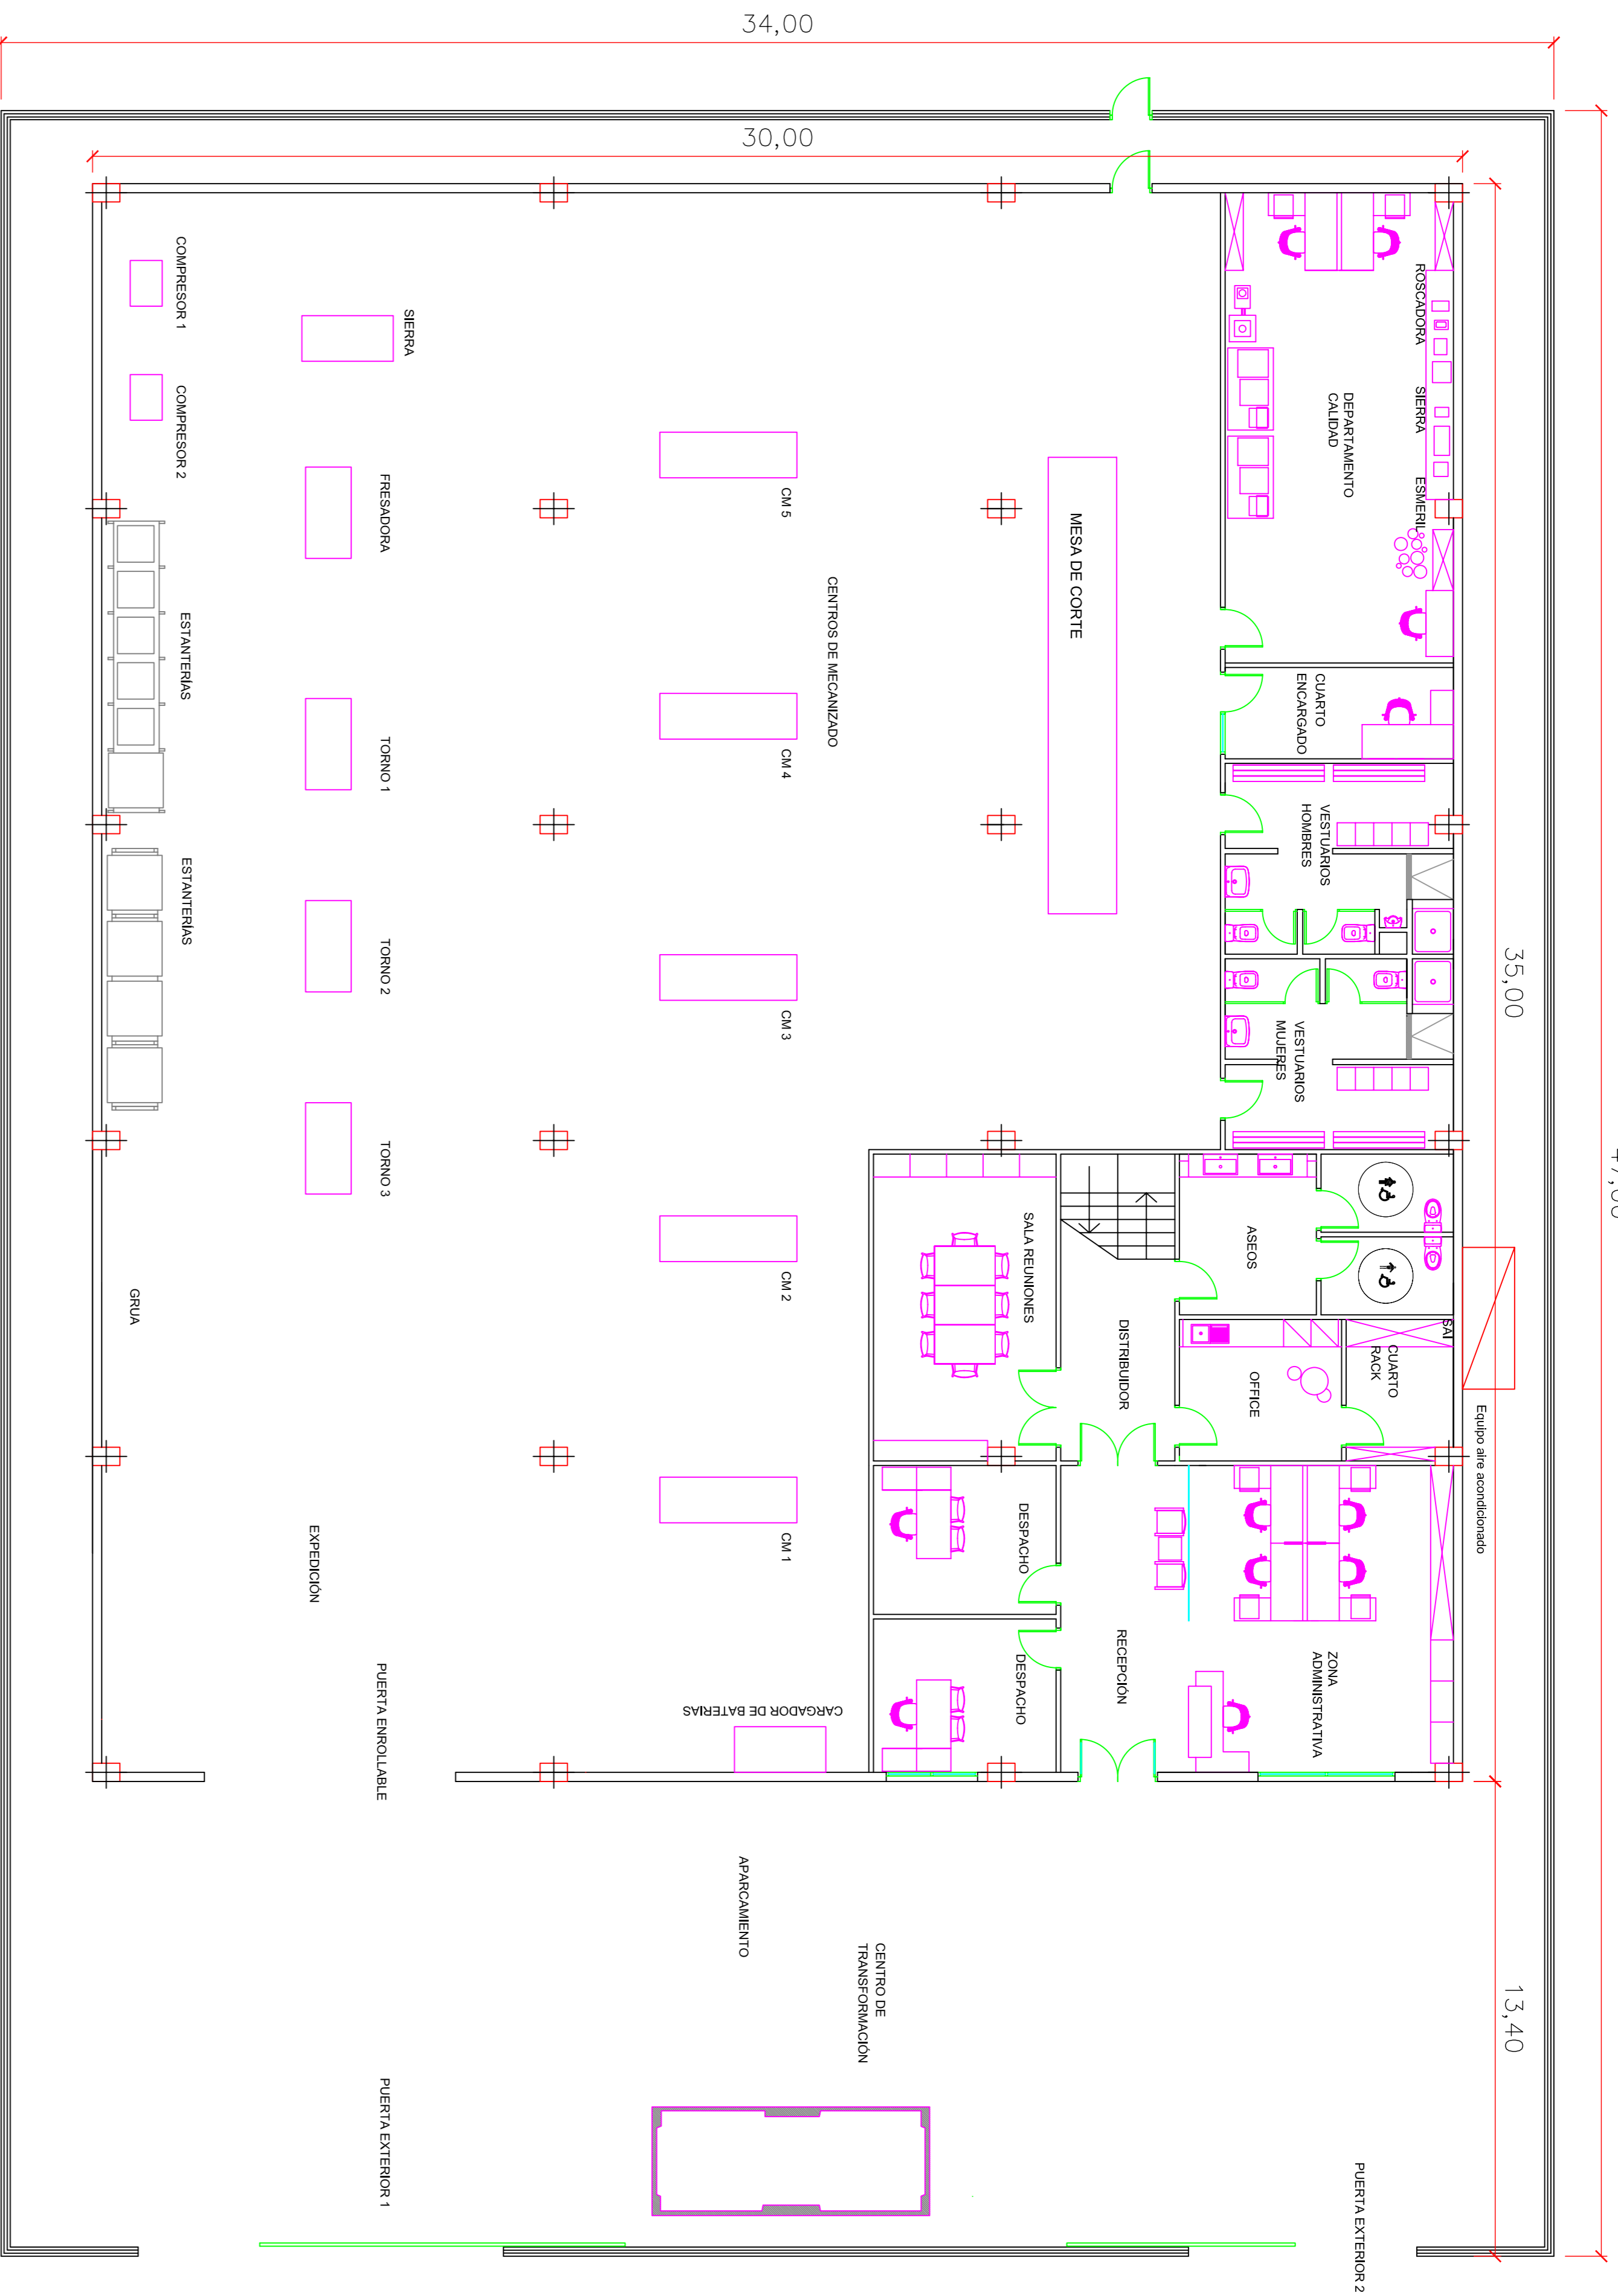 34,00
30,00
COMPRESOR 1
COMPRESOR 2
SIERRA
FRESADORA
ESTANTERÍAS
ESTANTERÍAS
TORNO 1
TORNO 2
TORNO 3
GRUA
EXPEDICIÓN
PUERTA ENROLLABLE
CM 5
CM 4
CM 3
CM 2
CM 1
CENTROS DE MECANIZADO
MESA DE CORTE
ROSCADORA
SIERRA
ESMERIL
DEPARTAMENTO
CALIDAD
CUARTO
ENCARGADO
VESTUARIOS
HOMBRES
VESTUARIOS
MUJERES
35,00
ASEOS
SALA REUNIONES
DISTRIBUIDOR
OFFICE
SAI
CUARTO
RACK
Equipo aire acondicionado
DESPACHO
DESPACHO
RECEPCIÓN
ZONA
ADMINISTRATIVA
CARGADOR DE BATERIAS
APARCAMIENTO
CENTRO DE
TRANSFORMACIÓN
13,40
PUERTA EXTERIOR 1
PUERTA EXTERIOR 2